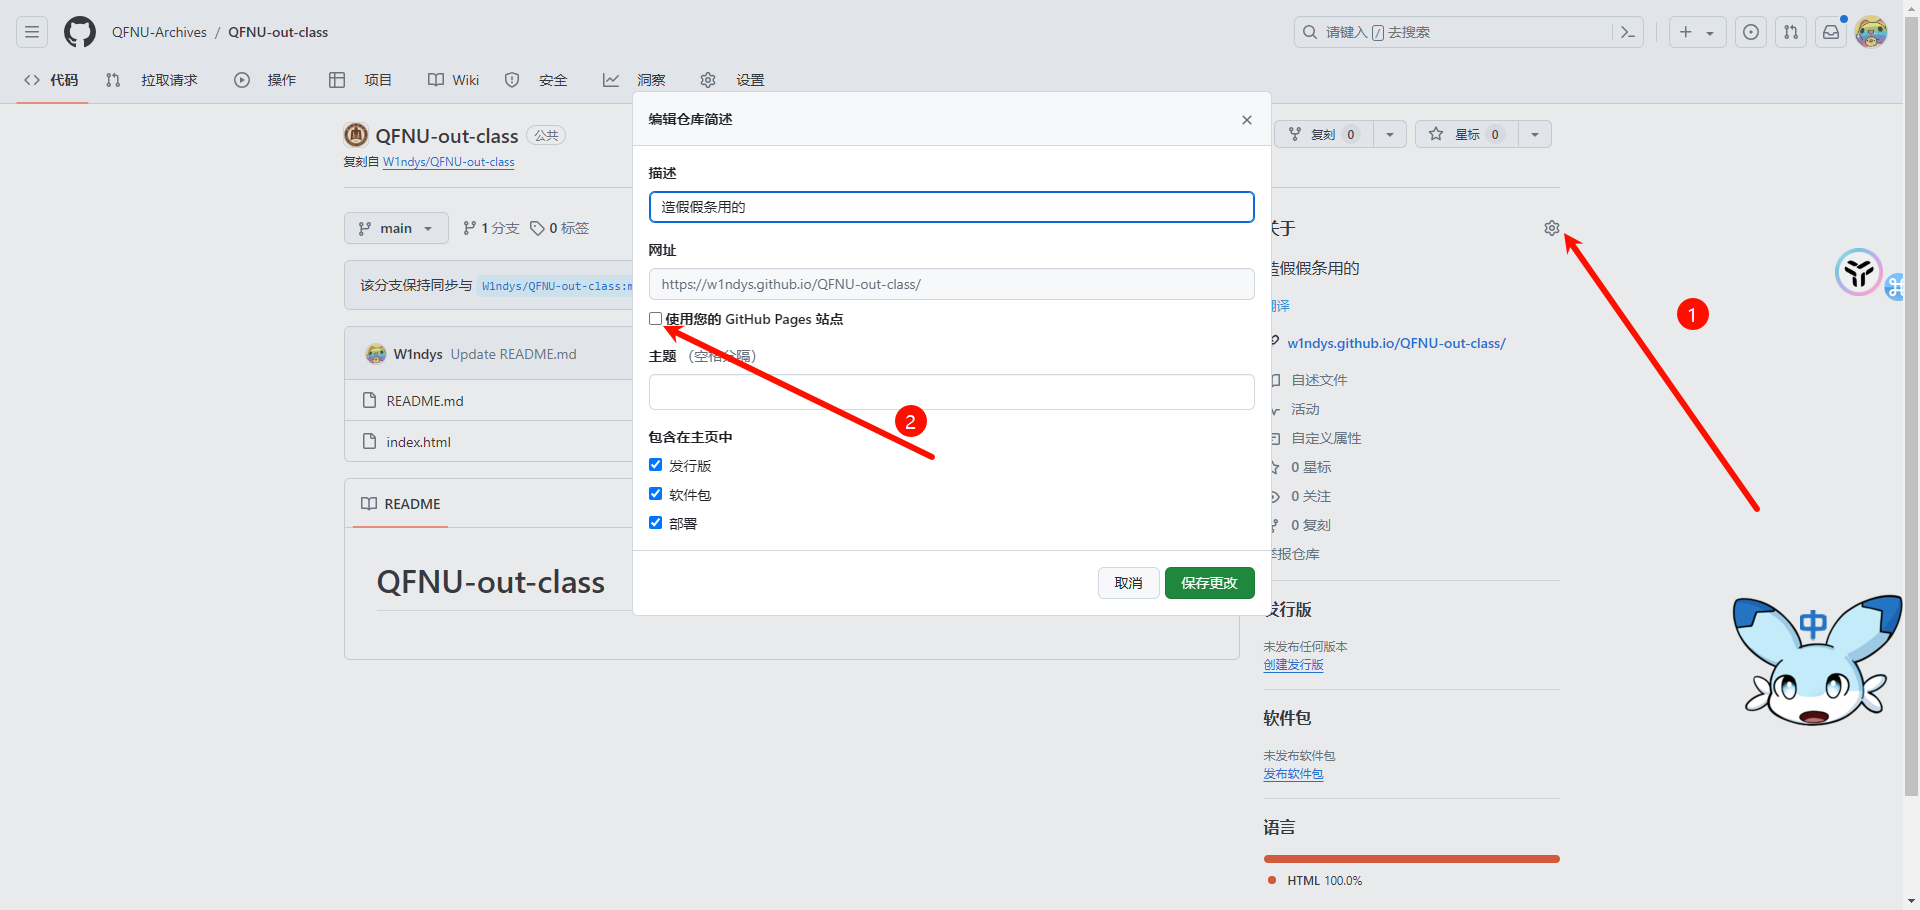 QFNU-Archives / QFNU-out-class
请键入 / 去搜索
代码 拉取请求 操作 项目 Wiki 安全 洞察 设置
QFNU-out-class 公共
复刻自 W1ndys/QFNU-out-class
复刻 0 星标 0
main 1 分支 0 标签
该分支保持同步与 W1ndys/QFNU-out-class:m
W1ndys Update README.md
README.md
index.html
README
QFNU-out-class
编辑仓库简述
描述
造假假条用的
网址
https://w1ndys.github.io/QFNU-out-class/
使用您的 GitHub Pages 站点
主题 (空格分隔)
2
包含在主页中
发行版
软件包
部署
取消 保存更改
关于
造假假条用的
翻译
1
w1ndys.github.io/QFNU-out-class/
自述文件
活动
自定义属性
0 星标
0 关注
0 复刻
举报仓库
发行版
未发布任何版本
创建发行版
中
软件包
未发布软件包
发布软件包
语言
HTML 100.0%